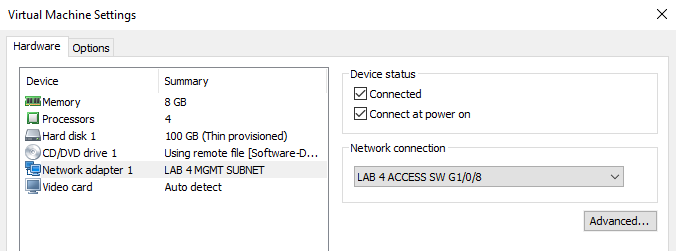 Virtual Machine Settings
Hardware Options
Device Summary
Memory 8 GB
Processors 4
Hard disk 1 100 GB (Thin provisioned)
CD/DVD drive 1 Using remote file [Software-D...
Network adapter 1 LAB 4 MGMT SUBNET
Video card Auto detect
Device status
Connected
Connect at power on
Network connection
LAB 4 ACCESS SW G1/0/8
Advanced...